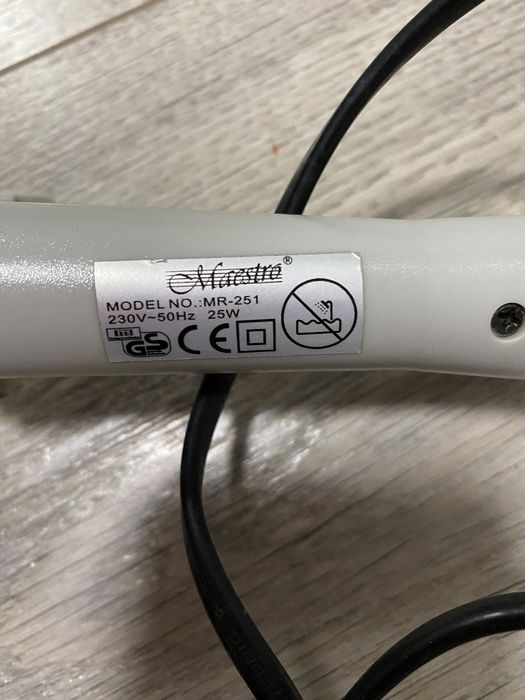 Maestro®
MODEL NO.:MR-251
230V~50Hz 25W
GS CE